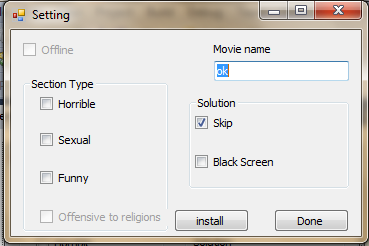 Setting
Offline
Movie name
ok
Section Type
Horrible
Solution
Skip
Sexual
Black Screen
Funny
Offensive to religions
install
Done